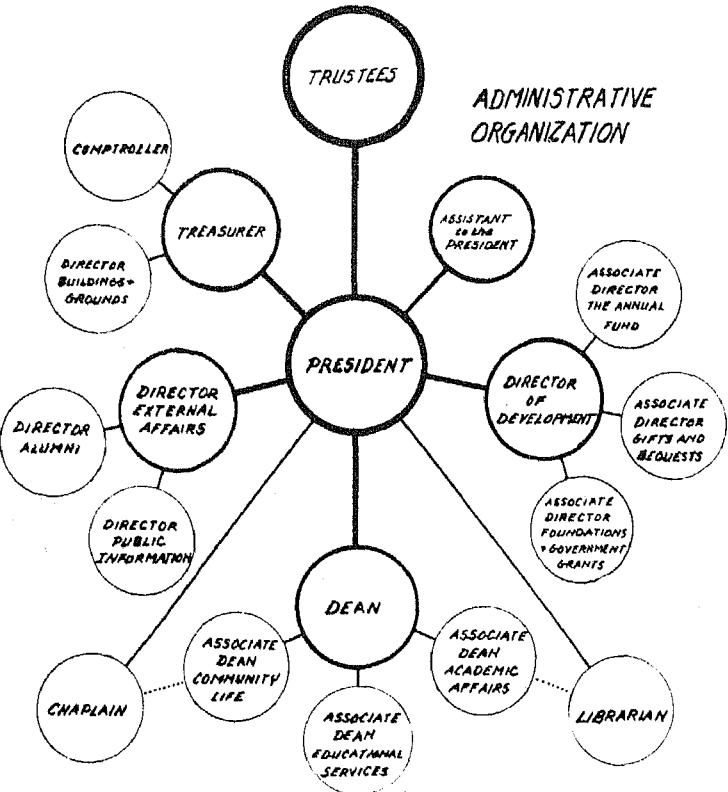 TRUSTEES
ADMINISTRATIVE
ORGANIZATION
COMPTROLLER
TREASURER
ASSISTANT
to the
PRESIDENT
DIRECTOR
BUILDINGS+
GROUNDS
ASSOCIATE
DIRECTOR
THE ANNUAL
FUND
PRESIDENT
DIRECTOR
EXTERNAL
AFFAIRS
DIRECTOR
OF
DEVELOPMENT
DIRECTOR
ALUMNI
ASSOCIATE
DIRECTOR
GIFTS AND
BEQUESTS
DIRECTOR
PUBLIC
INFORMATION
ASSOCIATE
DIRECTOR
FOUNDATIONS
+ GOVERNMENT
GRANTS
DEAN
ASSOCIATE
DEAN
COMMUNITY
LIFE
ASSOCIATE
DEAN
ACADEMIC
AFFAIRS
CHAPLAIN
ASSOCIATE
DEAN
EDUCATIONAL
SERVICES
LIBRARIAN